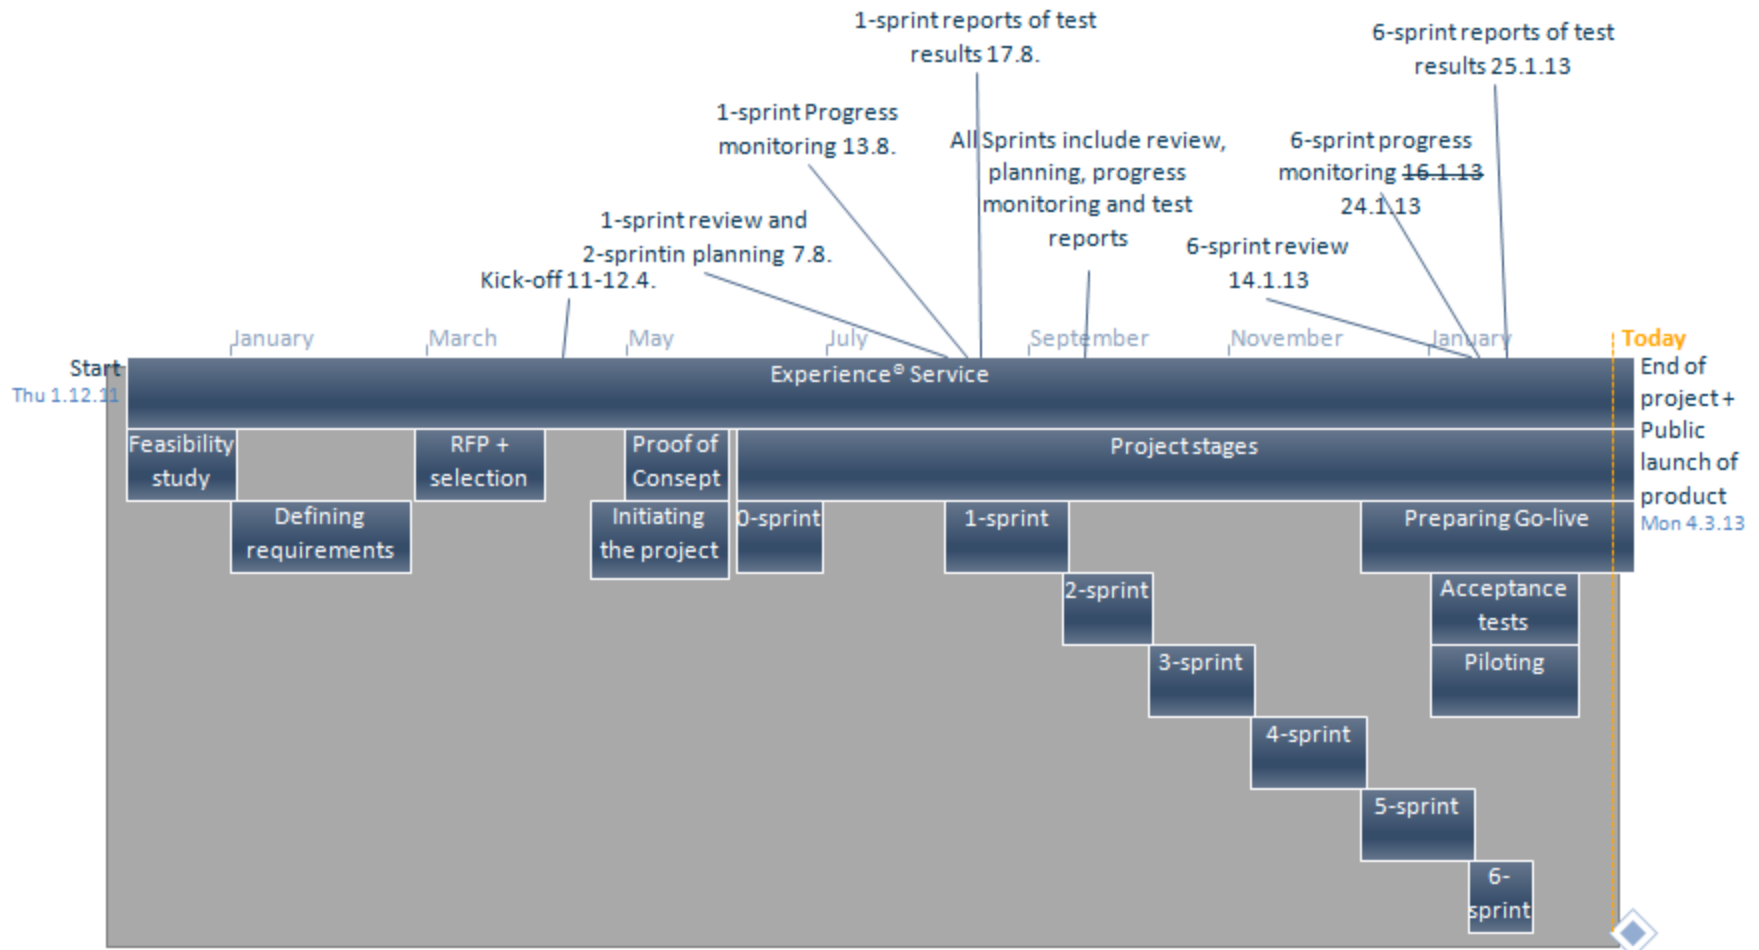 1-sprint reports of test
results 17.8.
6-sprint reports of test
results 25.1.13
1-sprint Progress
monitoring 13.8.
All Sprints include review,
planning, progress
monitoring and test
reports
6-sprint progress
monitoring 16.1.13
24.1.13
1-sprint review and
2-sprintin planning 7.8.
6-sprint review
14.1.13
Kick-off 11-12.4.
January
March
May
July
September
November
January
Today
Start
Thu 1.12.11
Experience® Service
End of
project +
Public
launch of
product
Mon 4.3.13
Feasibility
study
RFP +
selection
Proof of
Consept
Project stages
Defining
requirements
Initiating
the project
0-sprint
1-sprint
Preparing Go-live
2-sprint
Acceptance
tests
3-sprint
Piloting
4-sprint
5-sprint
6-
sprint